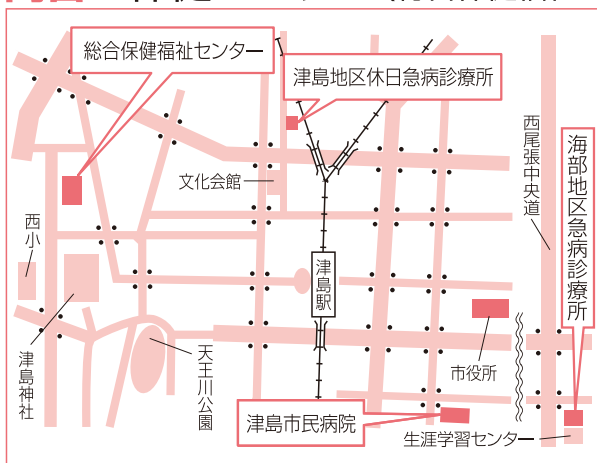 総合保健福祉センター
津島地区休日急病診療所
西尾張中央道
海部地区急病診療所
文化会館
西小
津島駅
津島神社
天王川公園
市役所
津島市民病院
生涯学習センター